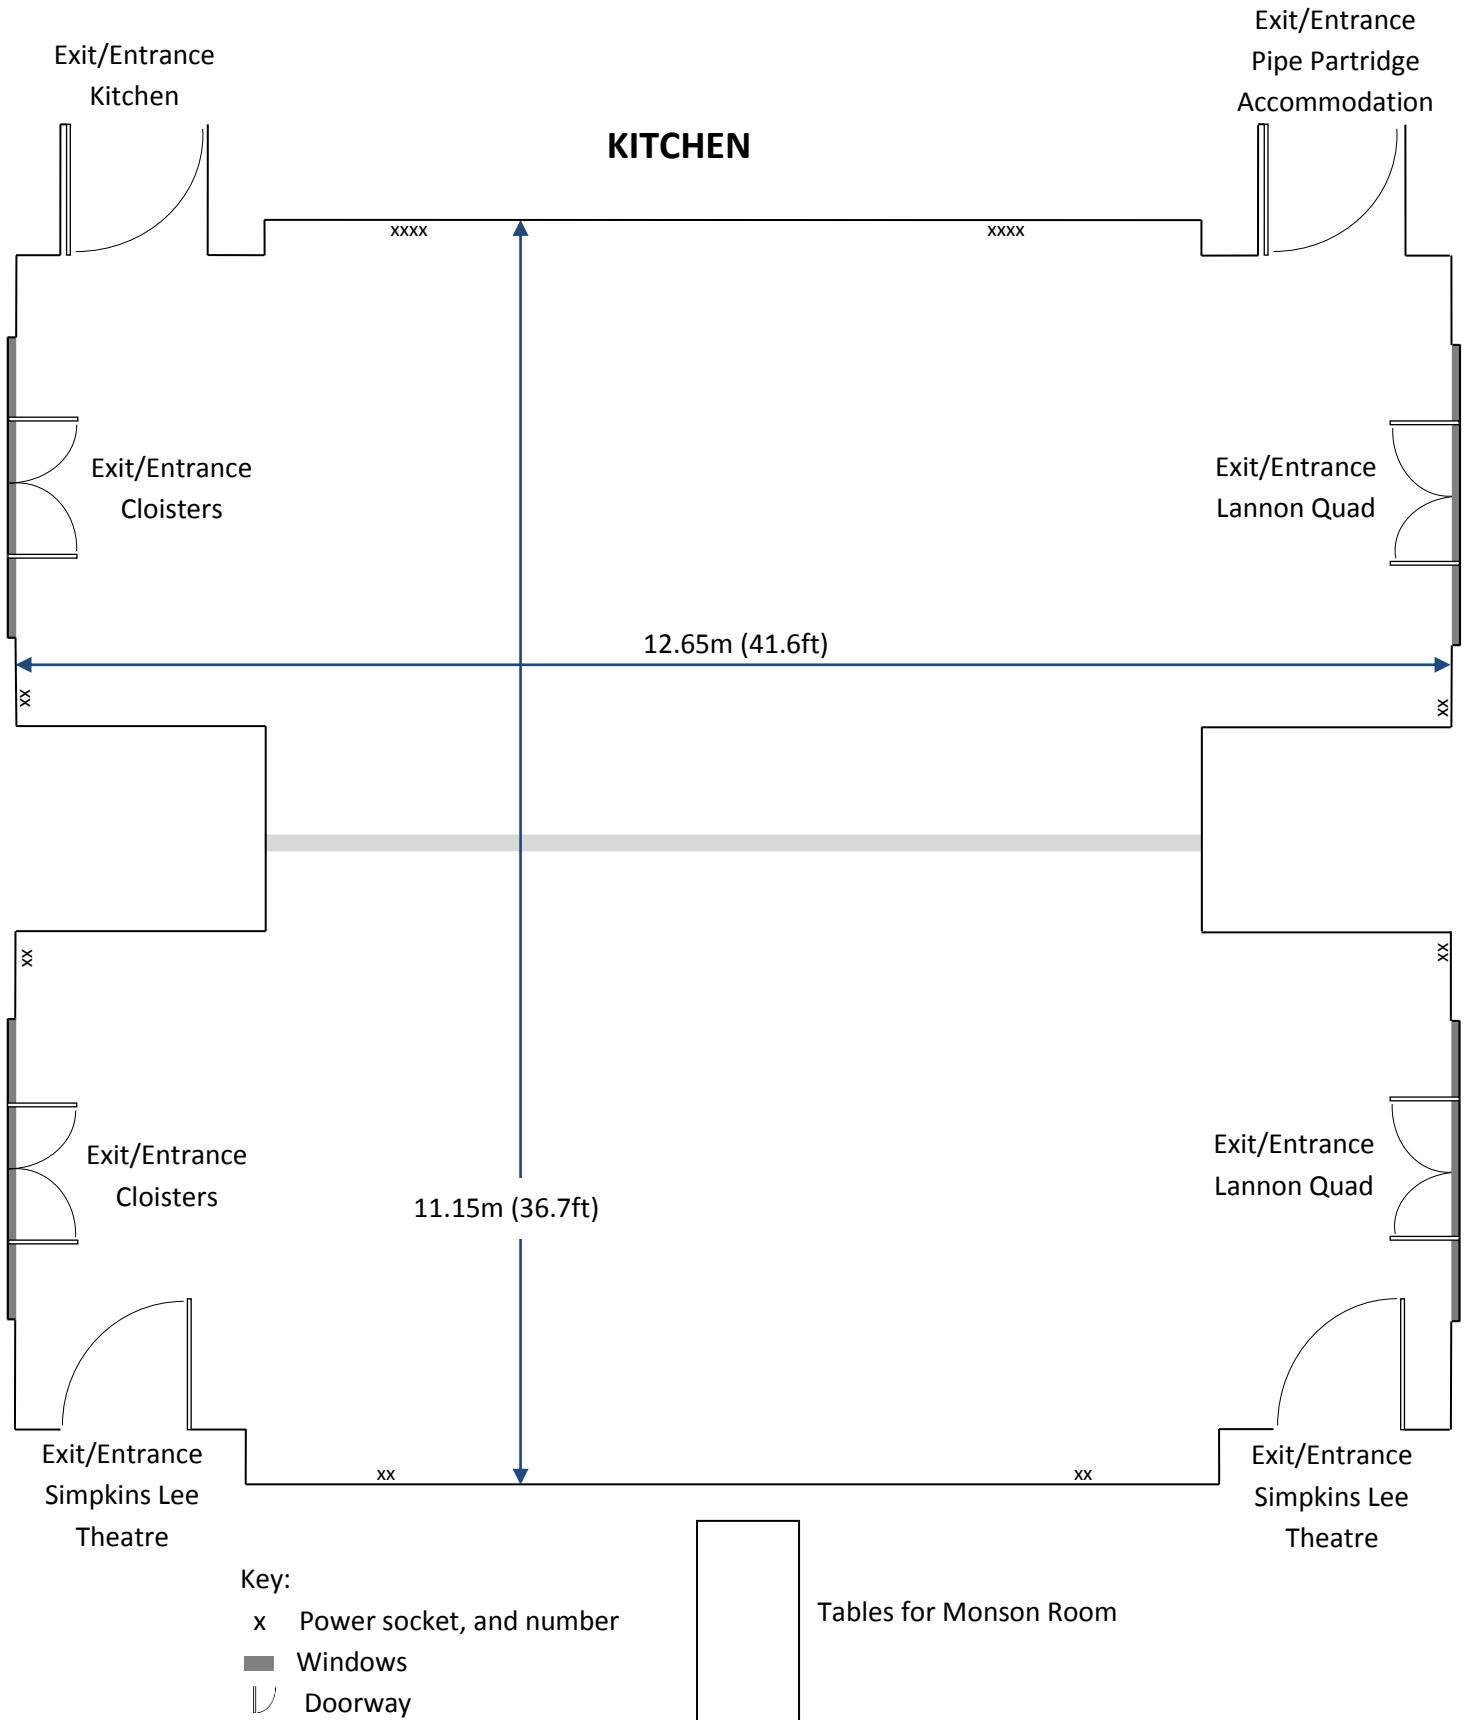 Exit/Entrance
Kitchen
Exit/Entrance
Pipe Partridge
Accommodation
KITCHEN
xxxx
xxxx
Exit/Entrance
Cloisters
Exit/Entrance
Lannon Quad
12.65m (41.6ft)
xx
xx
xx
xx
Exit/Entrance
Cloisters
Exit/Entrance
Lannon Quad
11.15m (36.7ft)
xx
xx
Exit/Entrance
Simpkins Lee
Theatre
Exit/Entrance
Simpkins Lee
Theatre
Key:
x Power socket, and number
Windows
Doorway
Tables for Monson Room